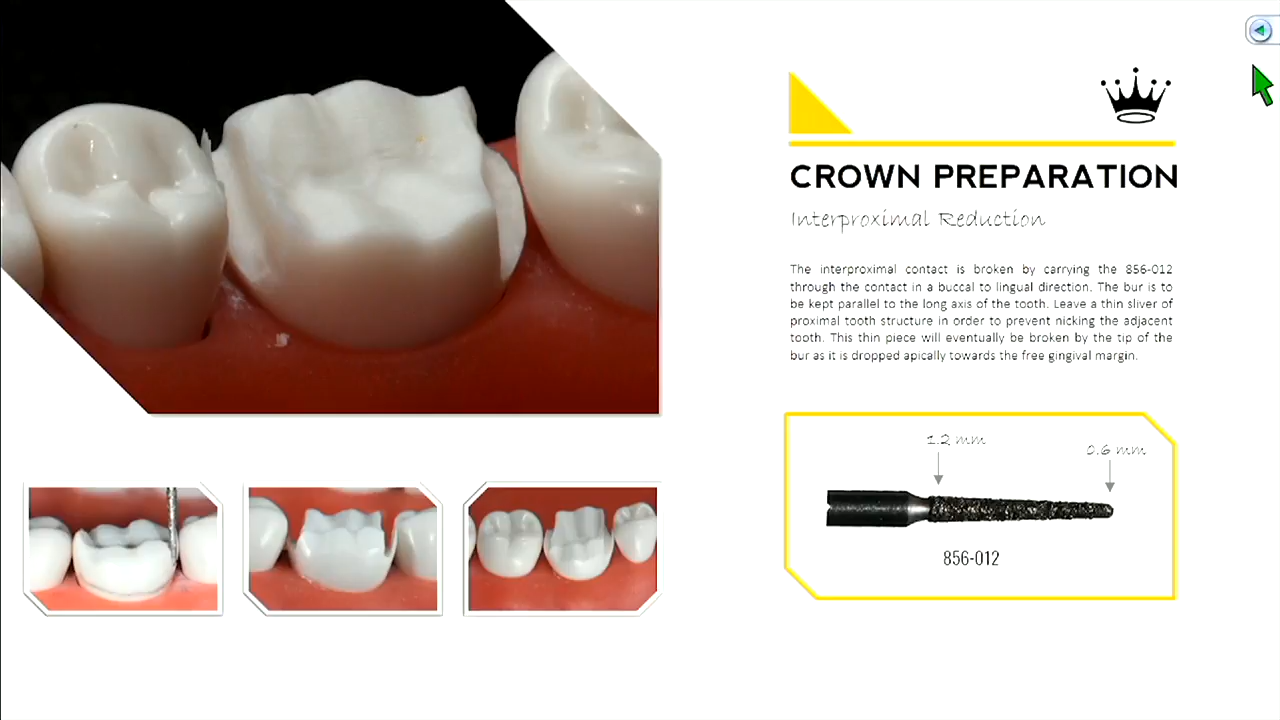 CROWN PREPARATION
Interproximal Reduction
The interproximal contact is broken by carrying the 856-012
through the contact in a buccal to lingual direction. The bur is to
be kept parallel to the long axis of the tooth. Leave a thin sliver of
proximal tooth structure in order to prevent nicking the adjacent
tooth. This thin piece will eventually be broken by the tip of the
bur as it is dropped apically towards the free gingival margin.
1.2 mm
0.6 mm
856-012